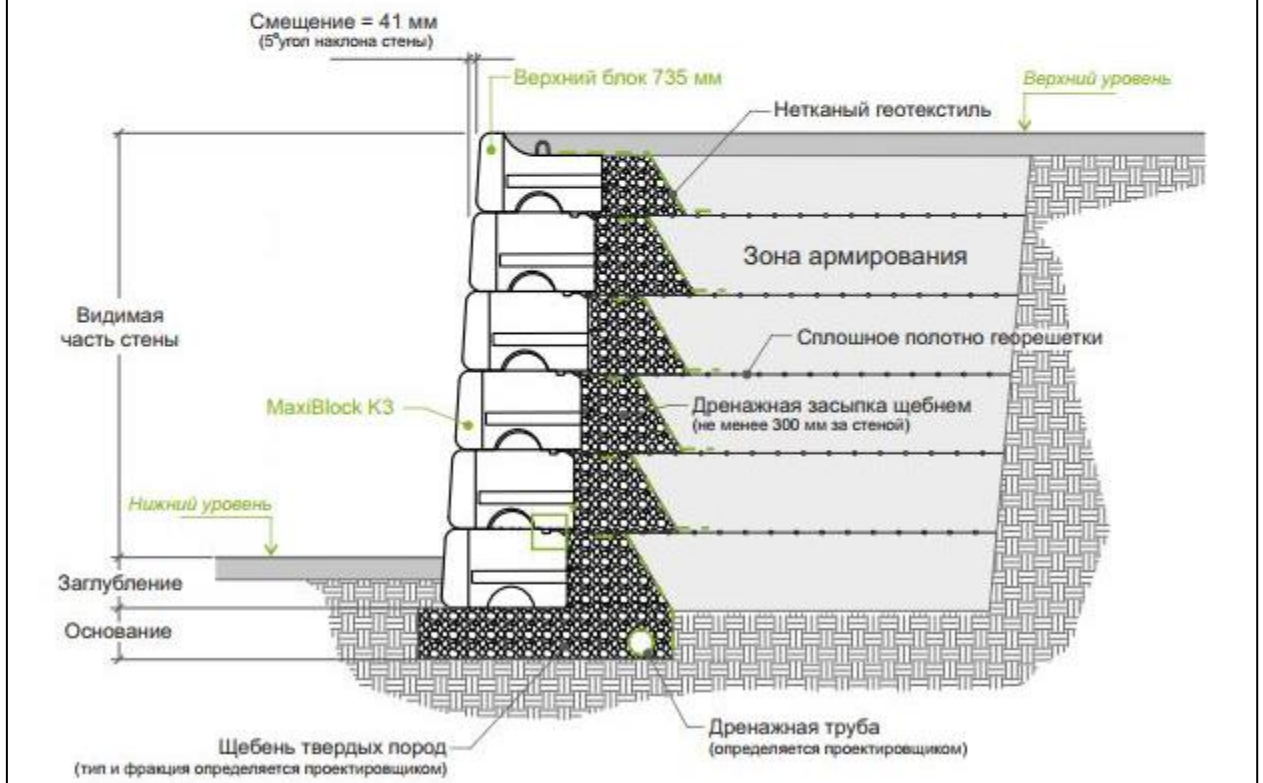 Смещение = 41 мм
(5°угол наклона стены)
Верхний блок 735 мм
Верхний уровень
Нетканый геотекстиль
Зона армирования
Видимая
часть стены
Сплошное полотно георешетки
MaxiBlock К3
Дренажная засыпка щебнем
(не менее 300 мм за стеной)
Нижний уровень
Заглубление
Основание
Дренажная труба
(определяется проектировщиком)
Щебень твердых пород
(тип и фракция определяется проектировщиком)